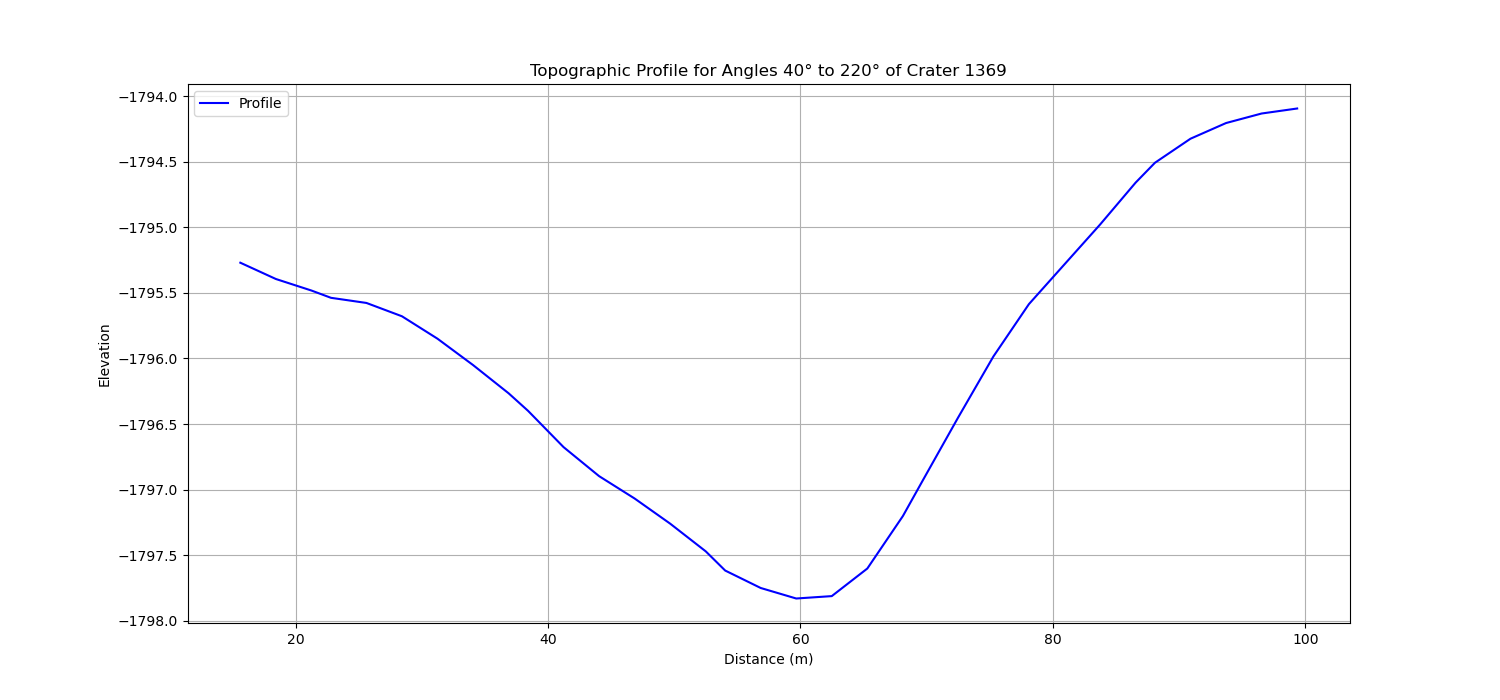 Topographic Profile for Angles 40° to 220° of Crater 1369
Profile
−1794.0
−1794.5
−1795.0
−1795.5
−1796.0
−1796.5
−1797.0
−1797.5
−1798.0
Elevation
20 40 60 80 100
Distance (m)